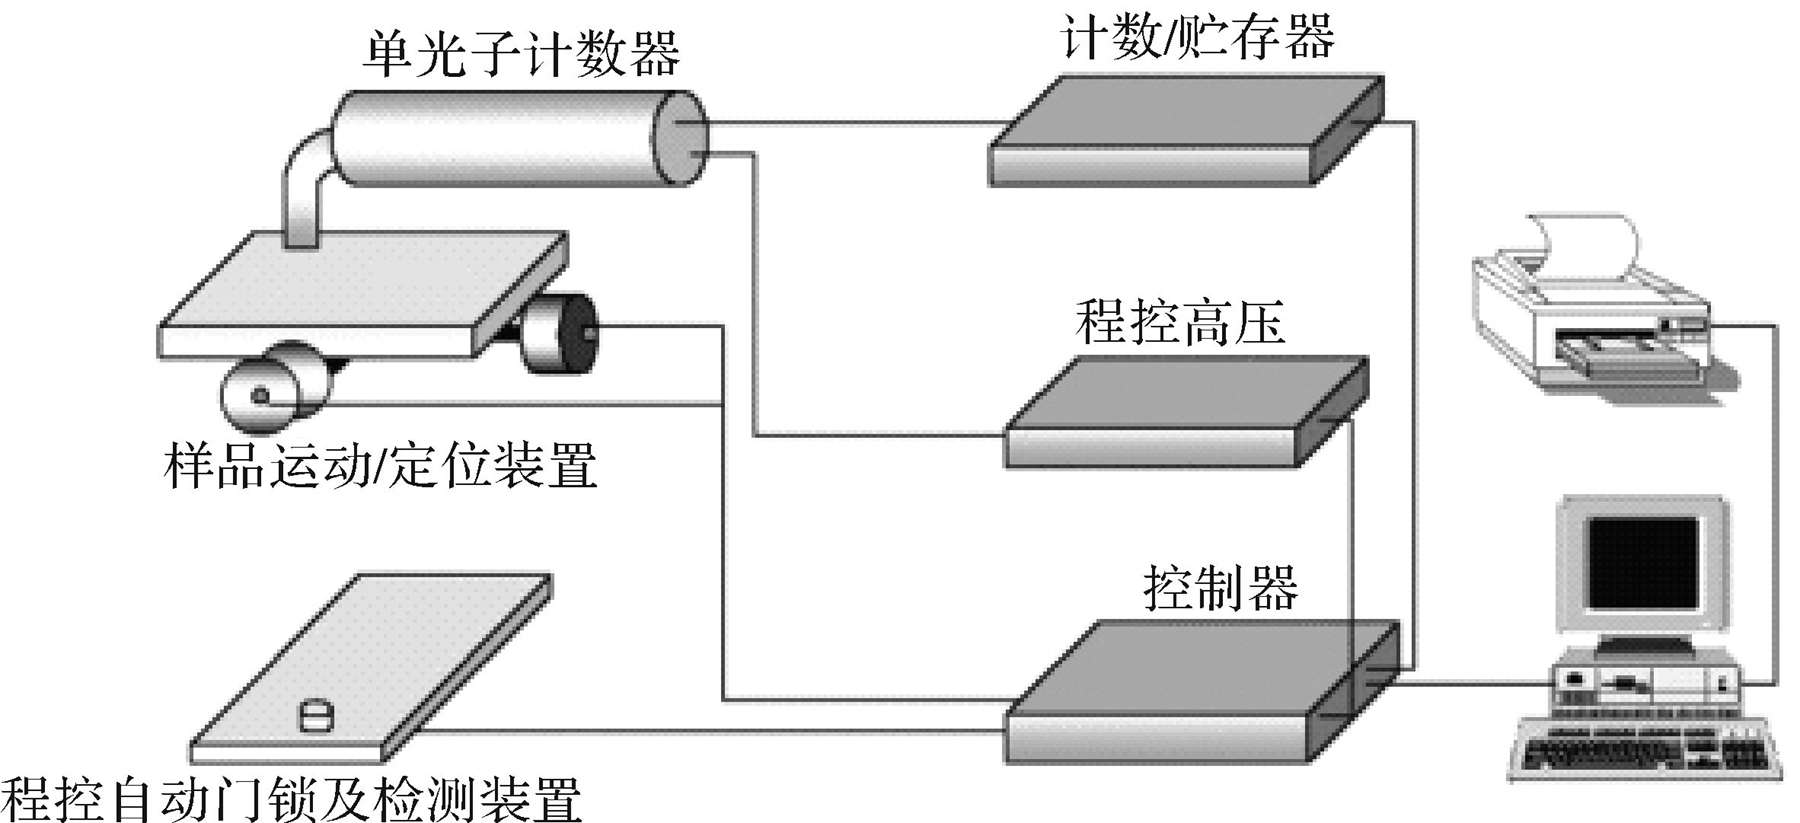 单光子计数器
计数/贮存器
程控高压
样品运动/定位装置
控制器
程控自动门锁及检测装置